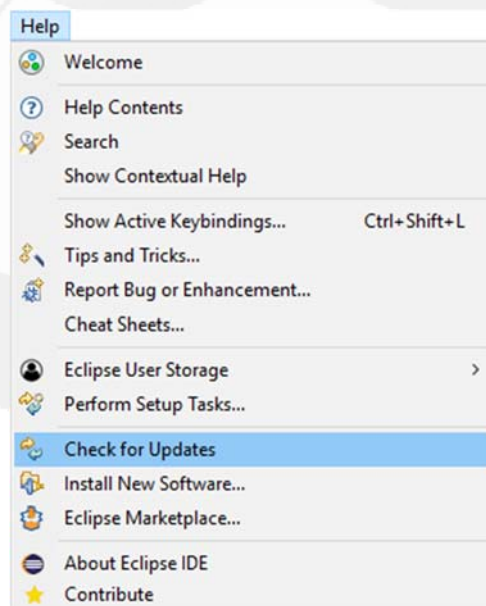 Help
Welcome
Help Contents
Search
Show Contextual Help
Show Active Keybindings... Ctrl+Shift+L
Tips and Tricks...
Report Bug or Enhancement...
Cheat Sheets...
Eclipse User Storage >
Perform Setup Tasks...
Check for Updates
Install New Software...
Eclipse Marketplace...
About Eclipse IDE
Contribute